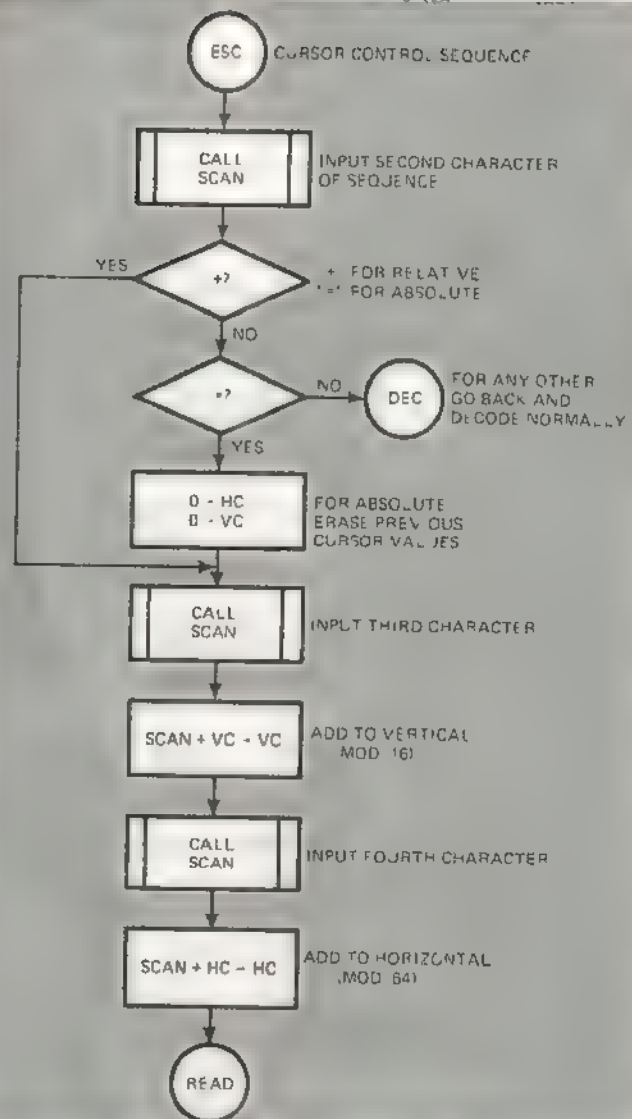 ESC
CURSOR CONTROL SEQUENCE
CALL
SCAN
INPUT SECOND CHARACTER
OF SEQUENCE
YES
+?
+ FOR RELATIVE
"=" FOR ABSOLUTE
NO
=?
NO
DEC
FOR ANY OTHER
GO BACK AND
DECODE NORMALLY
YES
0 - HC
0 - VC
FOR ABSOLUTE
ERASE PREVIOUS
CURSOR VALUES
CALL
SCAN
INPUT THIRD CHARACTER
SCAN + VC - VC
ADD TO VERTICAL
MOD 16)
CALL
SCAN
INPUT FOURTH CHARACTER
SCAN + HC - HC
ADD TO HORIZONTAL
(MOD 64)
READ